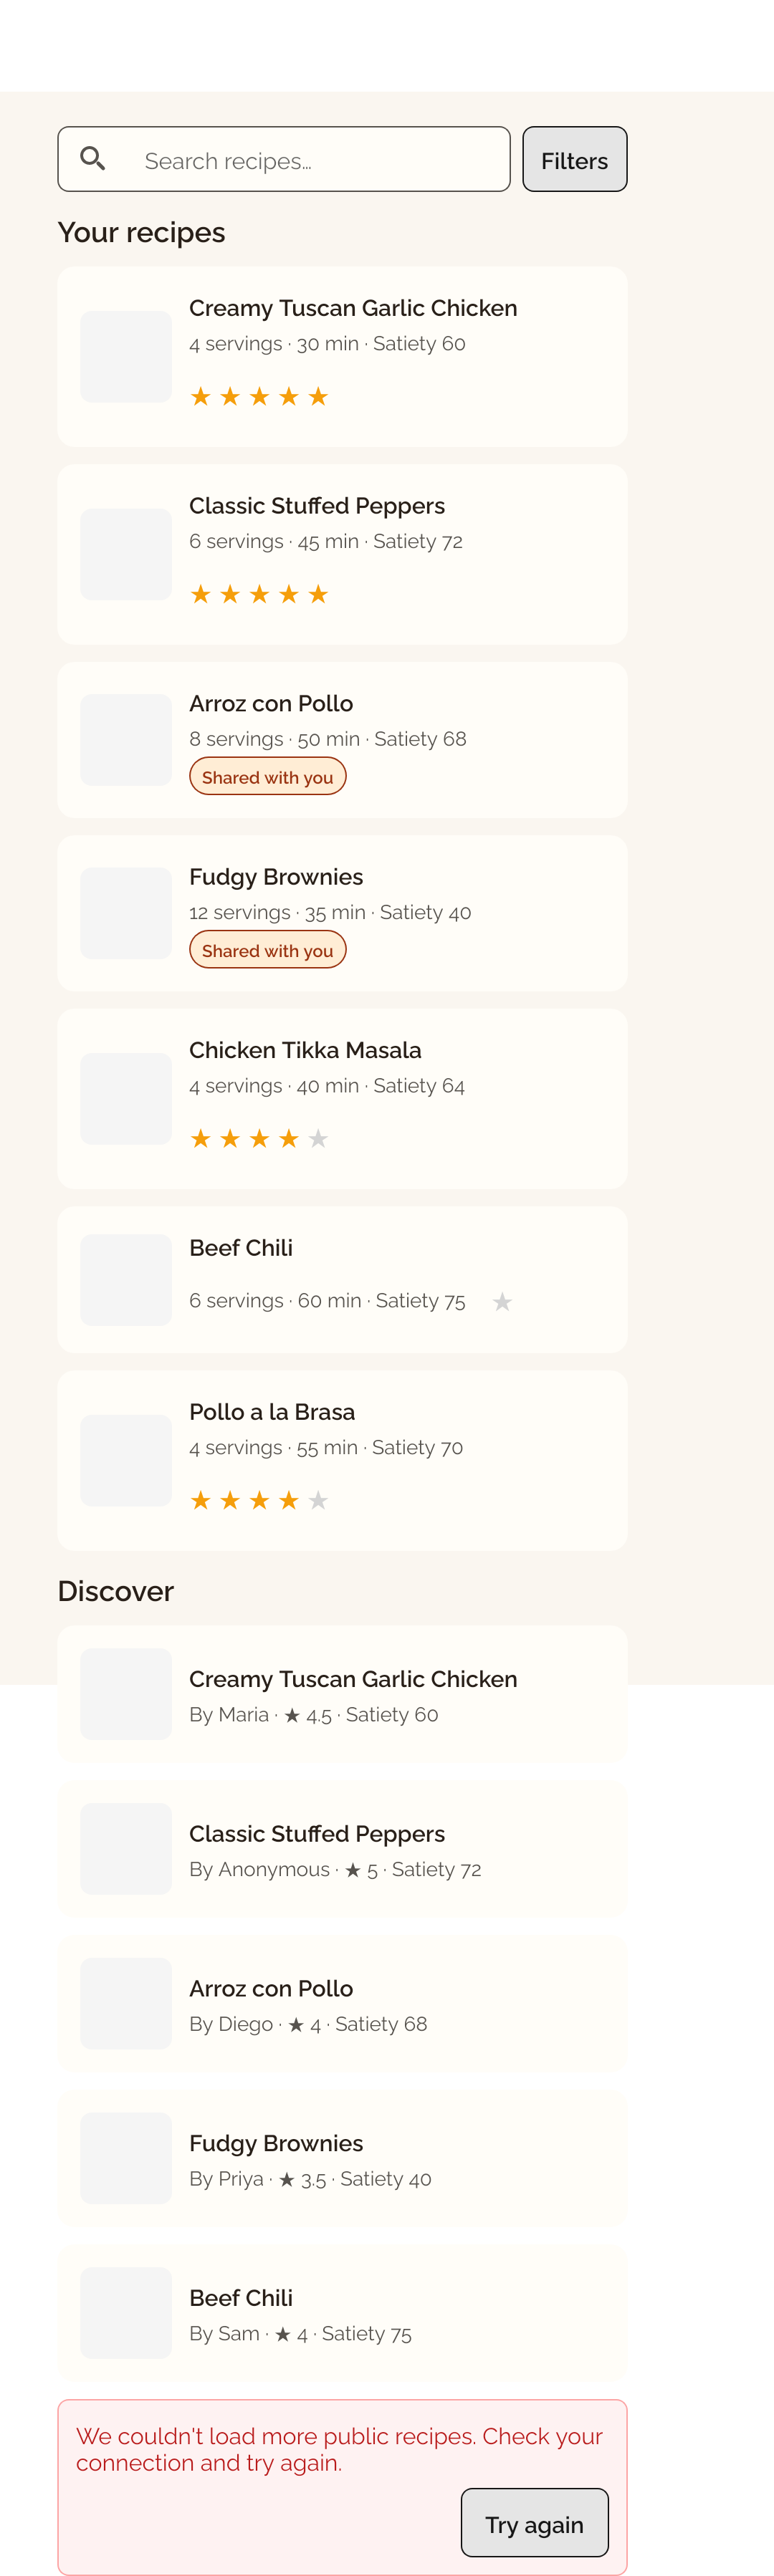 Search recipes…
Filters
Your recipes
Creamy Tuscan Garlic Chicken
4 servings · 30 min · Satiety 60
★ ★ ★ ★ ★
Classic Stuffed Peppers
6 servings · 45 min · Satiety 72
★ ★ ★ ★ ★
Arroz con Pollo
8 servings · 50 min · Satiety 68
Shared with you
Fudgy Brownies
12 servings · 35 min · Satiety 40
Shared with you
Chicken Tikka Masala
4 servings · 40 min · Satiety 64
★ ★ ★ ★ ★
Beef Chili
6 servings · 60 min · Satiety 75 ★
Pollo a la Brasa
4 servings · 55 min · Satiety 70
★ ★ ★ ★ ★
Discover
Creamy Tuscan Garlic Chicken
By Maria · ★ 4.5 · Satiety 60
Classic Stuffed Peppers
By Anonymous · ★ 5 · Satiety 72
Arroz con Pollo
By Diego · ★ 4 · Satiety 68
Fudgy Brownies
By Priya · ★ 3.5 · Satiety 40
Beef Chili
By Sam · ★ 4 · Satiety 75
We couldn't load more public recipes. Check your
connection and try again.
Try again